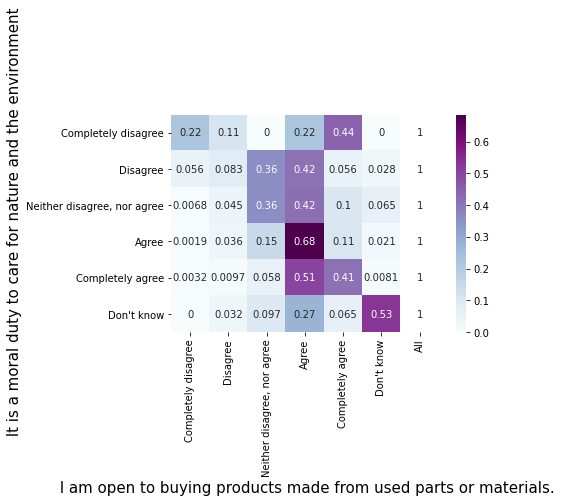 It is a moral duty to care for nature and the environment
Completely disagree 0.22 0.11 0 0.22 0.44 0 1
Disagree 0.056 0.083 0.36 0.42 0.056 0.028 1
Neither disagree, nor agree 0.0068 0.045 0.36 0.42 0.1 0.065 1
Agree 0.0019 0.036 0.15 0.68 0.11 0.021 1
Completely agree 0.0032 0.0097 0.058 0.51 0.41 0.0081 1
Don't know 0 0.032 0.097 0.27 0.065 0.53 1
Completely disagree
Disagree
Neither disagree, nor agree
Agree
Completely agree
Don't know
All
0.6
0.5
0.4
0.3
0.2
0.1
0.0
I am open to buying products made from used parts or materials.